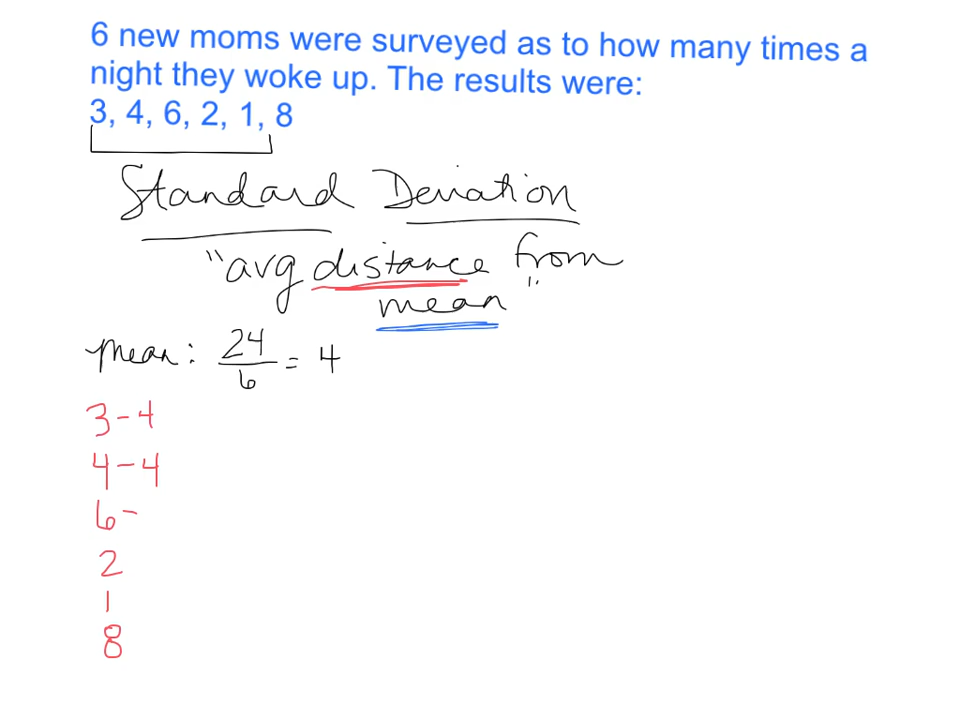 6 new moms were surveyed as to how many times a
night they woke up. The results were:
3, 4, 6, 2, 1, 8
Standard Deviation
"avg distance from
mean"
mean: 24/6 = 4
3 - 4
4 - 4
6 -
2
1
8